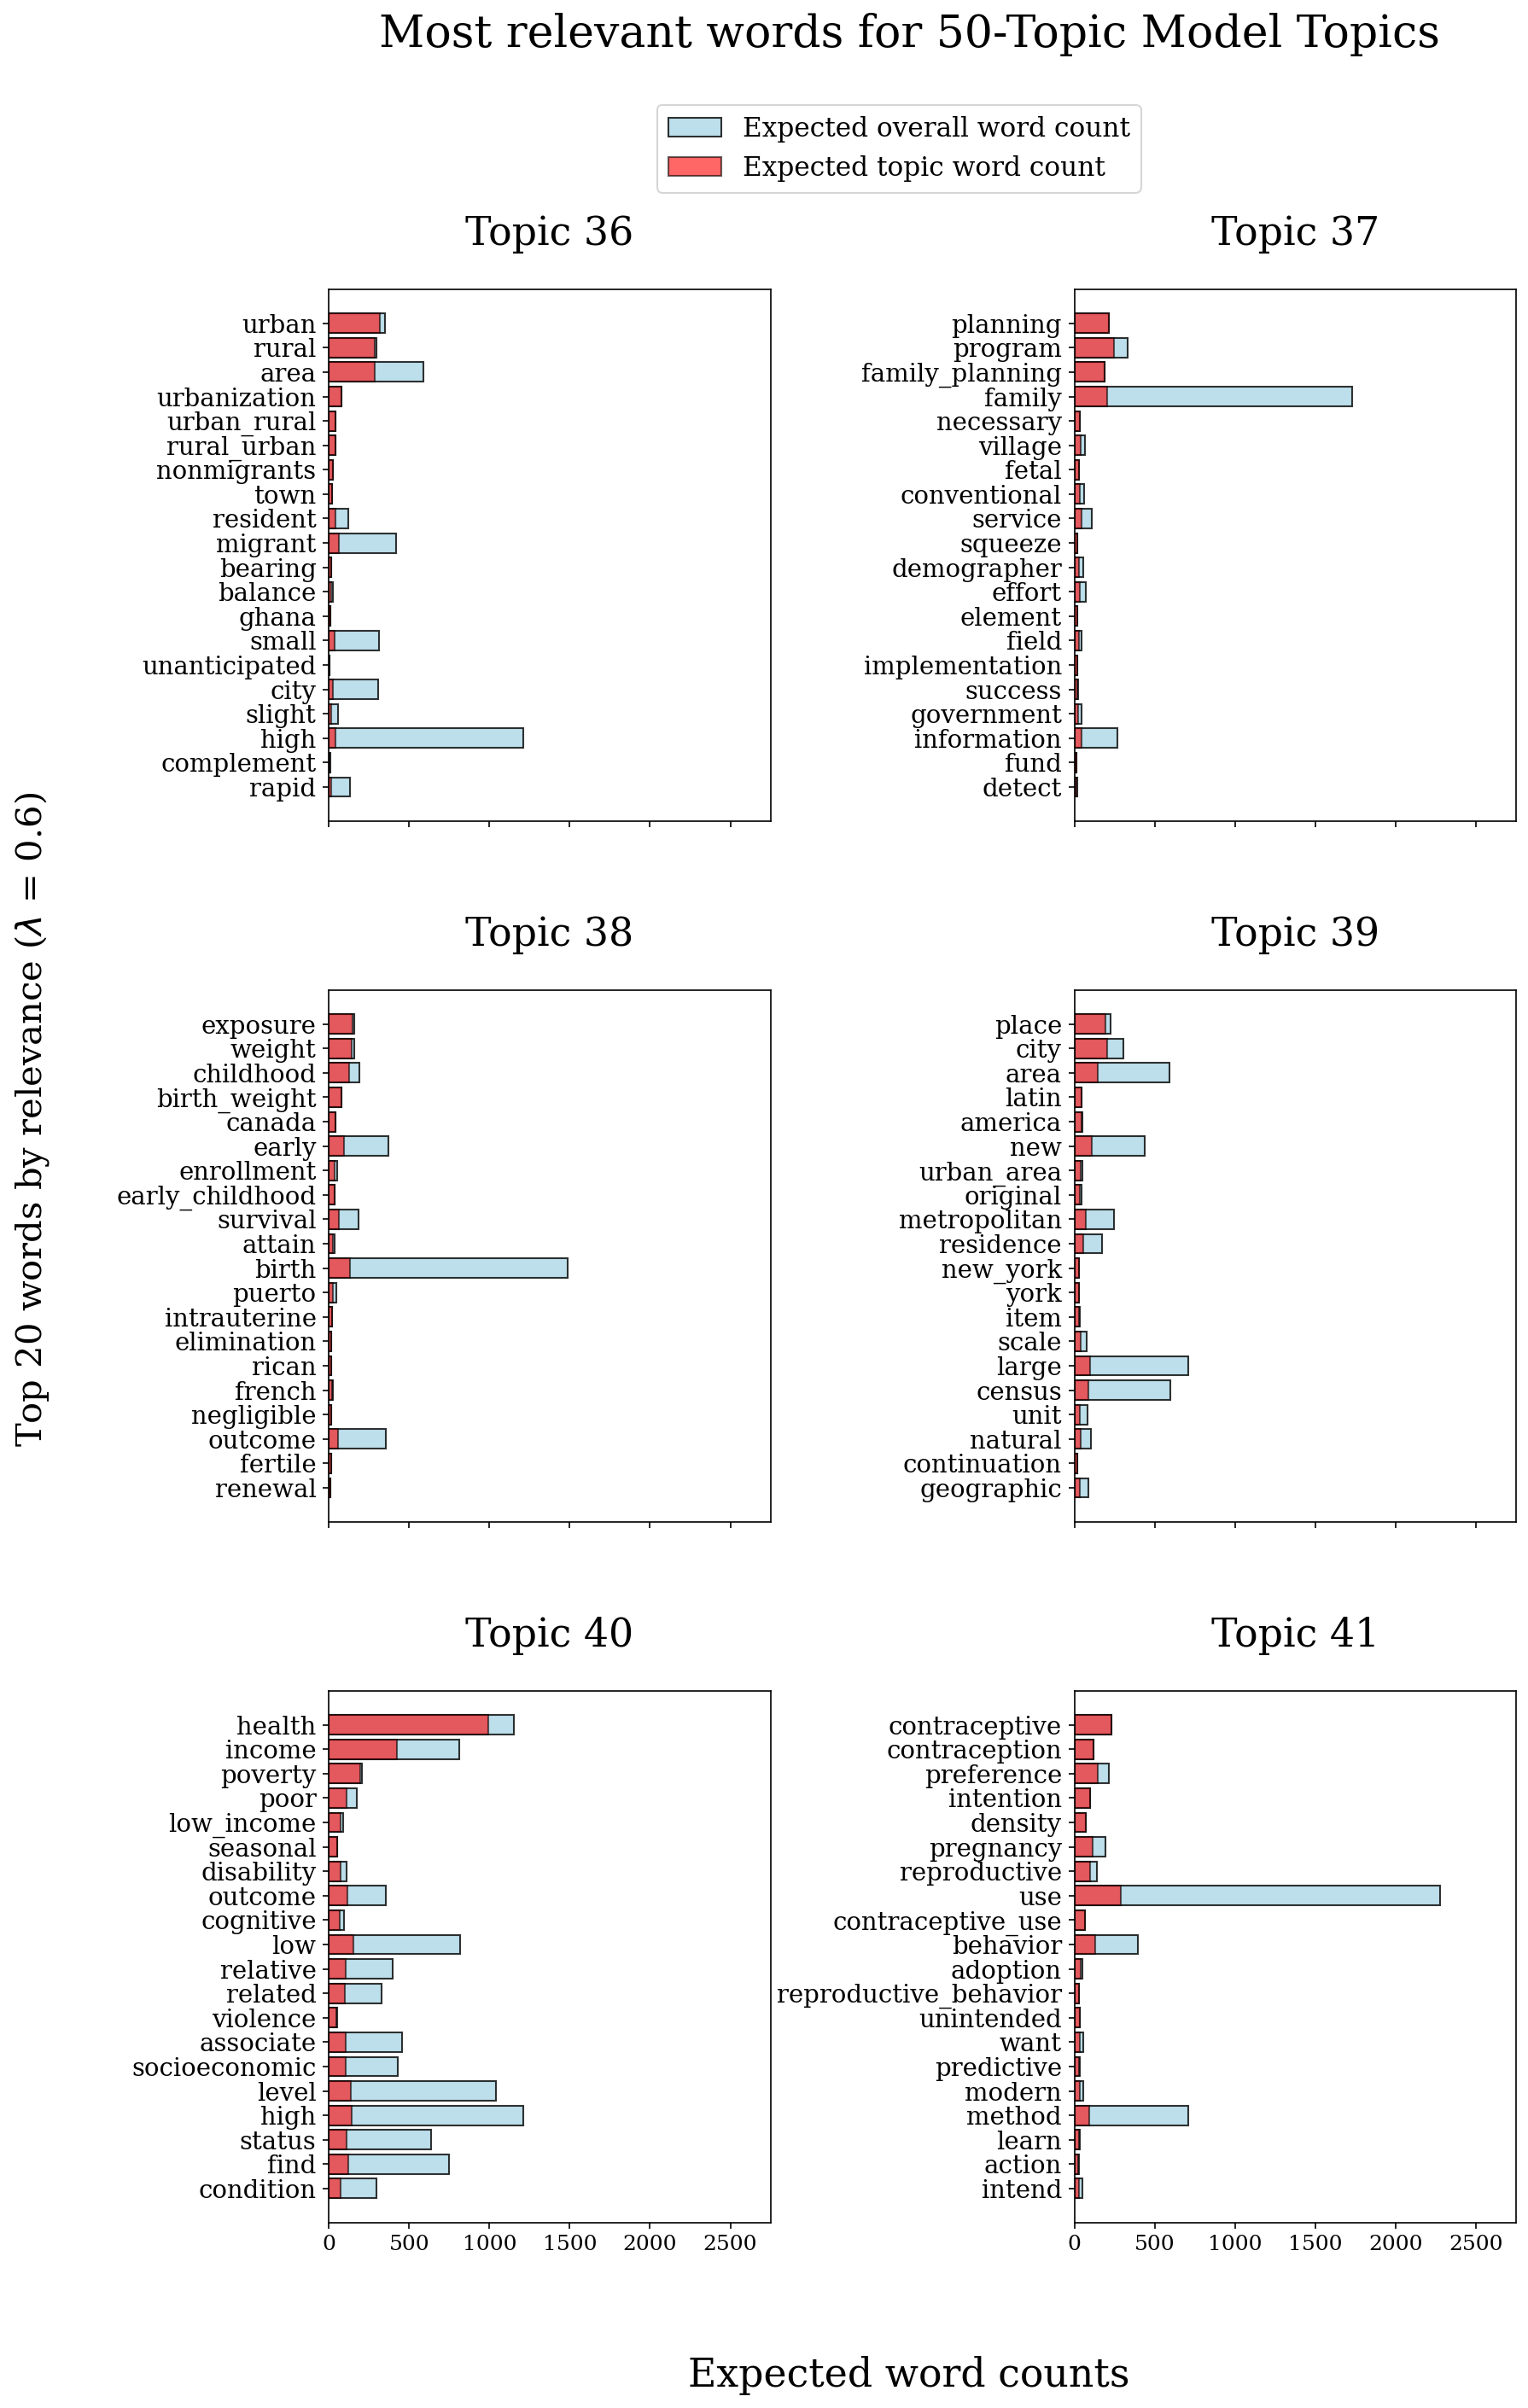 Most relevant words for 50-Topic Model Topics
Expected overall word count
Expected topic word count
Top 20 words by relevance (λ = 0.6)
Topic 36
urban
rural
area
urbanization
urban_rural
rural_urban
nonmigrants
town
resident
migrant
bearing
balance
ghana
small
unanticipated
city
slight
high
complement
rapid
Topic 37
planning
program
family_planning
family
necessary
village
fetal
conventional
service
squeeze
demographer
effort
element
field
implementation
success
government
information
fund
detect
Topic 38
exposure
weight
childhood
birth_weight
canada
early
enrollment
early_childhood
survival
attain
birth
puerto
intrauterine
elimination
rican
french
negligible
outcome
fertile
renewal
Topic 39
place
city
area
latin
america
new
urban_area
original
metropolitan
residence
new_york
york
item
scale
large
census
unit
natural
continuation
geographic
Topic 40
health
income
poverty
poor
low_income
seasonal
disability
outcome
cognitive
low
relative
related
violence
associate
socioeconomic
level
high
status
find
condition
0 500 1000 1500 2000 2500
Topic 41
contraceptive
contraception
preference
intention
density
pregnancy
reproductive
use
contraceptive_use
behavior
adoption
reproductive_behavior
unintended
want
predictive
modern
method
learn
action
intend
0 500 1000 1500 2000 2500
Expected word counts